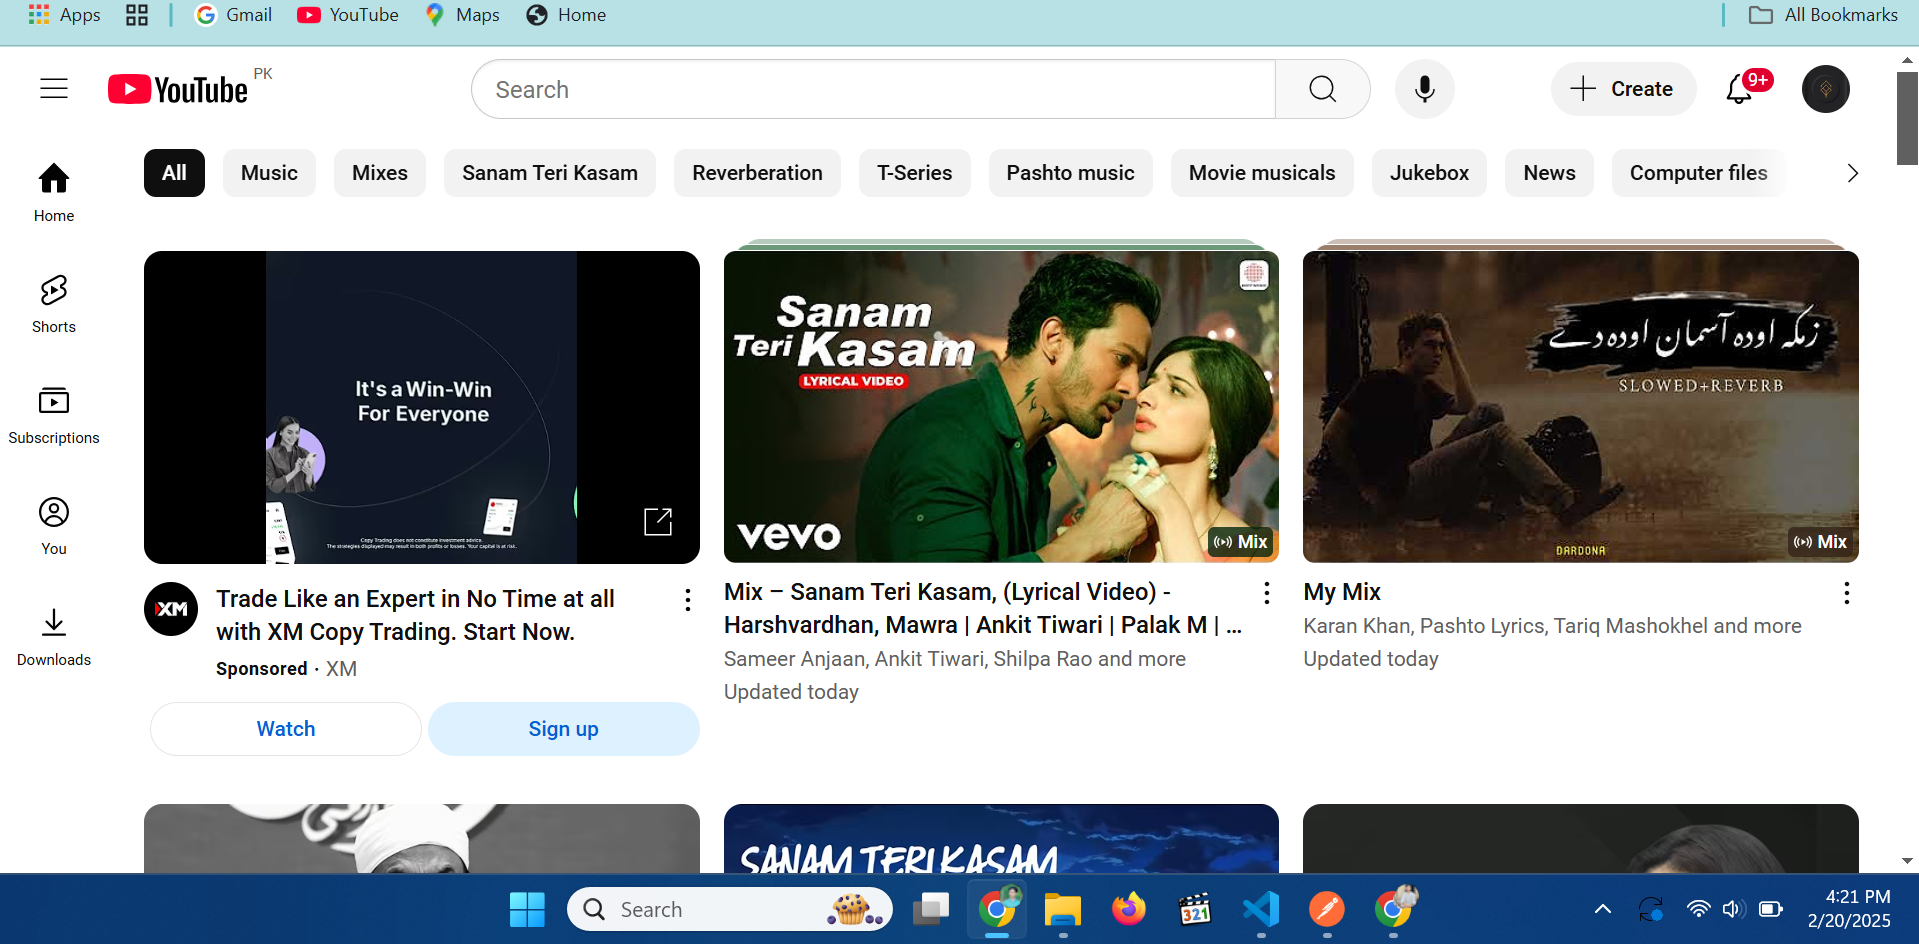 Apps Gmail YouTube Maps Home All Bookmarks
YouTube PK
Search
Create
9+
All Music Mixes Sanam Teri Kasam Reverberation T-Series Pashto music Movie musicals Jukebox News Computer files
Home
Shorts
Subscriptions
You
Downloads
It's a Win-Win
For Everyone
Copy Trading does not constitute investment advice.
The strategies displayed may result in both profits or losses. Your capital is at risk.
XM
Trade Like an Expert in No Time at all
with XM Copy Trading. Start Now.
Sponsored · XM
Watch
Sign up
Sanam
Teri Kasam
LYRICAL VIDEO
vevo
Mix
Mix – Sanam Teri Kasam, (Lyrical Video) -
Harshvardhan, Mawra | Ankit Tiwari | Palak M | ...
Sameer Anjaan, Ankit Tiwari, Shilpa Rao and more
Updated today
زمکه اوده آسمان اوده دے
SLOWED+REVERB
DARDONA
Mix
My Mix
Karan Khan, Pashto Lyrics, Tariq Mashokhel and more
Updated today
SANAM TERI KASAM
Search
321
4:21 PM
2/20/2025